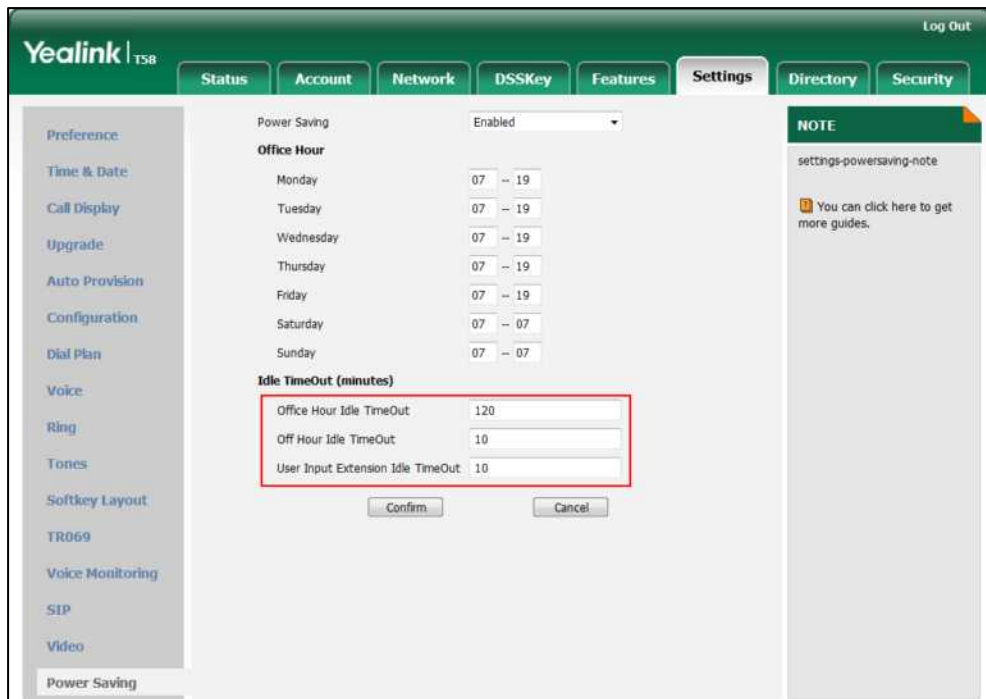 Log Out
Yealink T58
Status Account Network DSSKey Features Settings Directory Security
Preference
Time & Date
Call Display
Upgrade
Auto Provision
Configuration
Dial Plan
Voice
Ring
Tones
Softkey Layout
TR069
Voice Monitoring
SIP
Video
Power Saving
Power Saving Enabled
Office Hour
Monday 07 -- 19
Tuesday 07 -- 19
Wednesday 07 -- 19
Thursday 07 -- 19
Friday 07 -- 19
Saturday 07 -- 07
Sunday 07 -- 07
Idle TimeOut (minutes)
Office Hour Idle TimeOut 120
Off Hour Idle TimeOut 10
User Input Extension Idle TimeOut 10
Confirm Cancel
NOTE
settings-powersaving-note
You can click here to get
more guides.